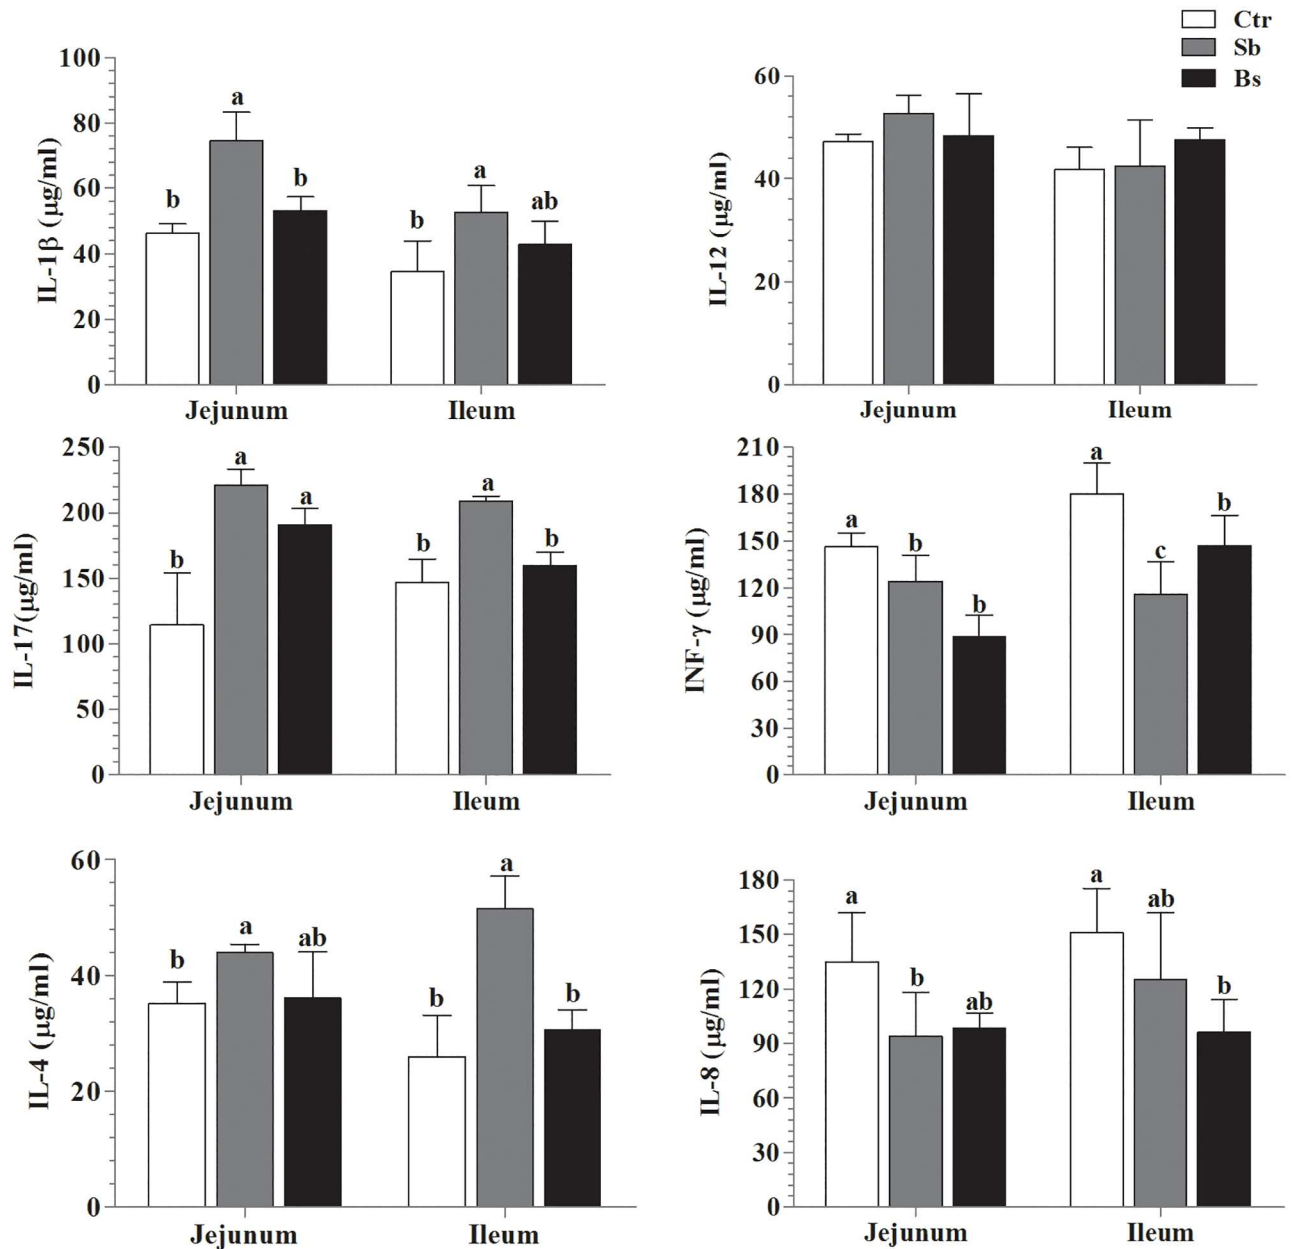 Ctr
Sb
Bs
IL-1β (μg/ml)
100
80
60
40
20
0
b
a
b
b
a
ab
Jejunum
Ileum
IL-12 (μg/ml)
60
40
20
0
Jejunum
Ileum
IL-17(μg/ml)
250
200
150
100
50
0
b
a
a
b
a
b
Jejunum
Ileum
INF-γ (μg/ml)
210
180
150
120
90
60
30
0
a
b
b
a
c
b
Jejunum
Ileum
IL-4 (μg/ml)
60
40
20
0
b
a
ab
b
a
b
Jejunum
Ileum
IL-8 (μg/ml)
180
150
120
90
60
30
0
a
b
ab
a
ab
b
Jejunum
Ileum